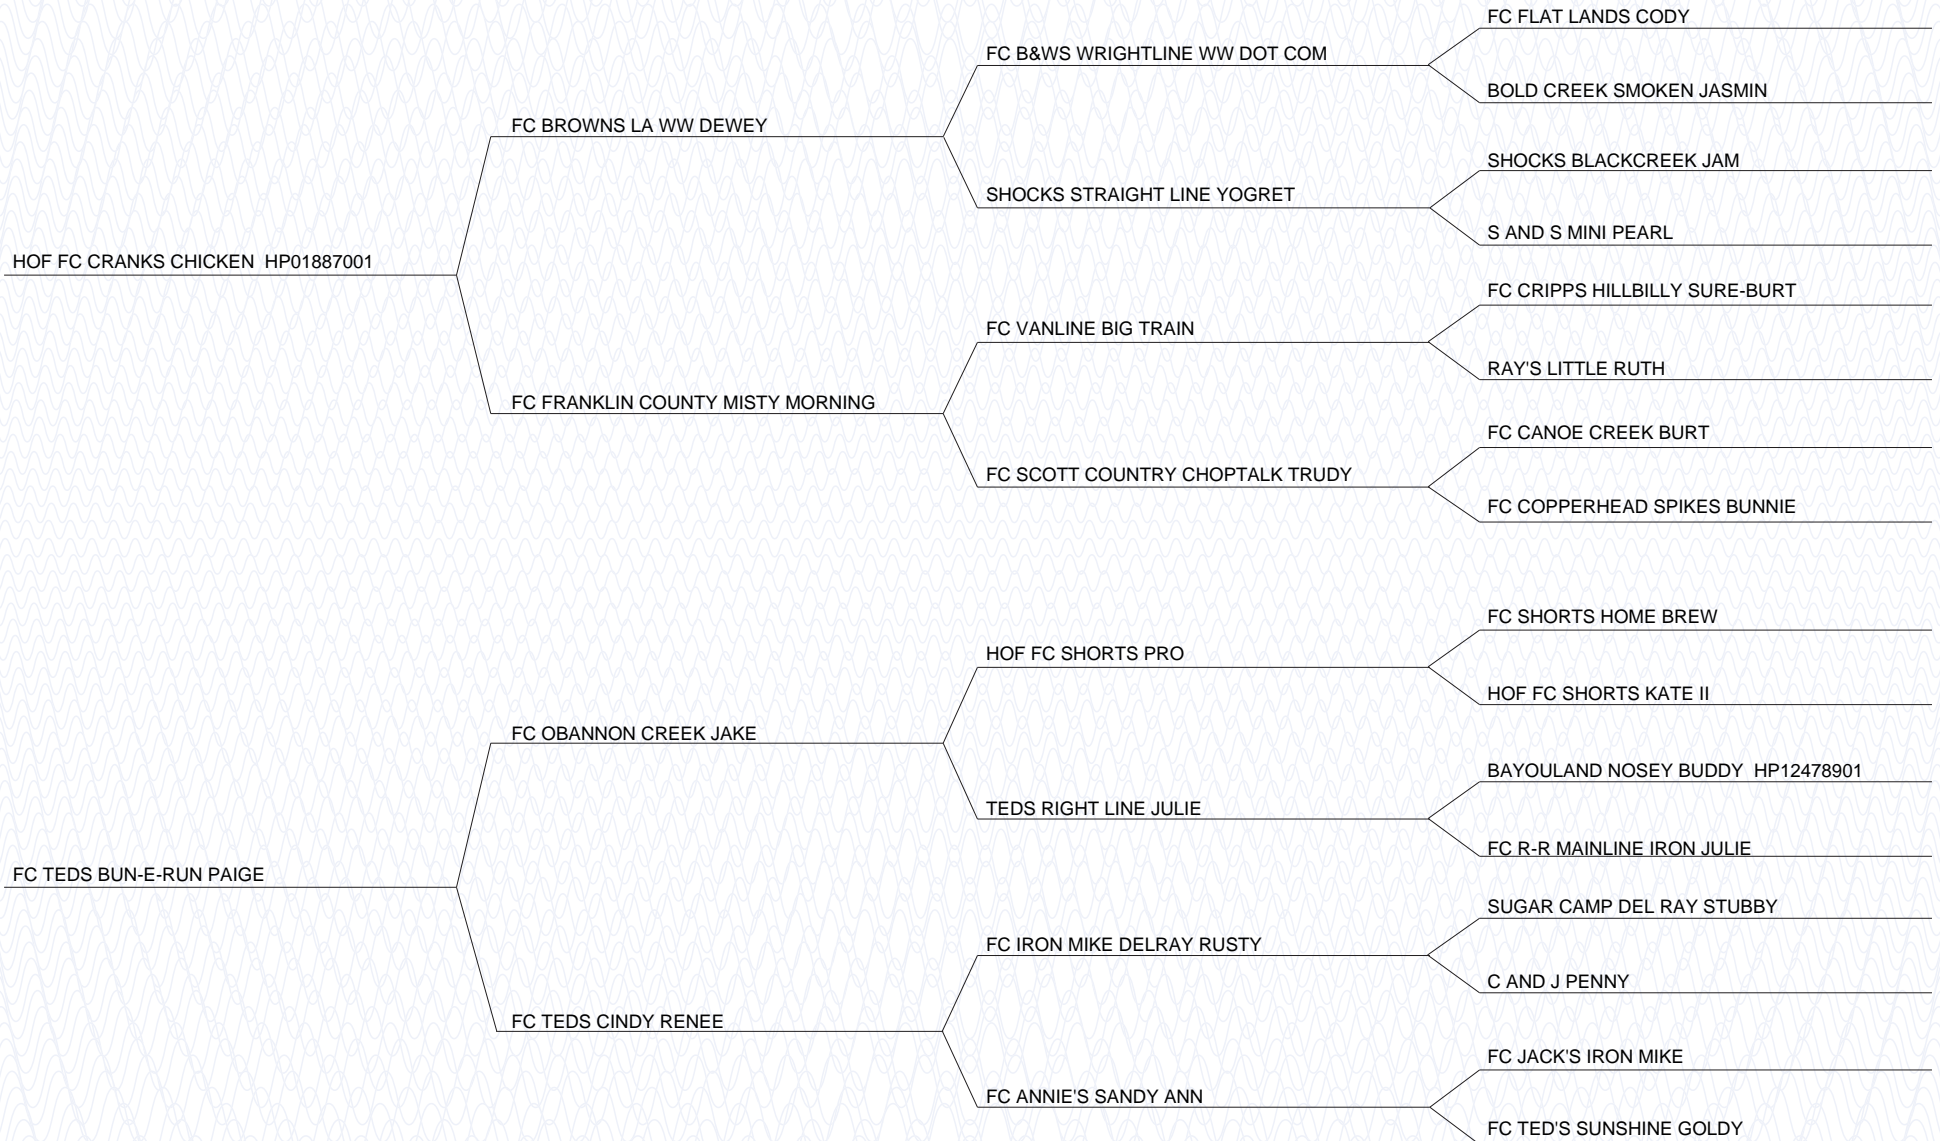 FC FLAT LANDS CODY
FC B&WS WRIGHTLINE WW DOT COM
BOLD CREEK SMOKEN JASMIN
FC BROWNS LA WW DEWEY
SHOCKS BLACKCREEK JAM
SHOCKS STRAIGHT LINE YOGRET
S AND S MINI PEARL
HOF FC CRANKS CHICKEN HP01887001
FC CRIPPS HILLBILLY SURE-BURT
FC VANLINE BIG TRAIN
RAY'S LITTLE RUTH
FC FRANKLIN COUNTY MISTY MORNING
FC CANOE CREEK BURT
FC SCOTT COUNTRY CHOPTALK TRUDY
FC COPPERHEAD SPIKES BUNNIE
FC SHORTS HOME BREW
HOF FC SHORTS PRO
HOF FC SHORTS KATE II
FC OBANNON CREEK JAKE
BAYOULAND NOSEY BUDDY HP12478901
TEDS RIGHT LINE JULIE
FC R-R MAINLINE IRON JULIE
FC TEDS BUN-E-RUN PAIGE
SUGAR CAMP DEL RAY STUBBY
FC IRON MIKE DELRAY RUSTY
C AND J PENNY
FC TEDS CINDY RENEE
FC JACK'S IRON MIKE
FC ANNIE'S SANDY ANN
FC TED'S SUNSHINE GOLDY